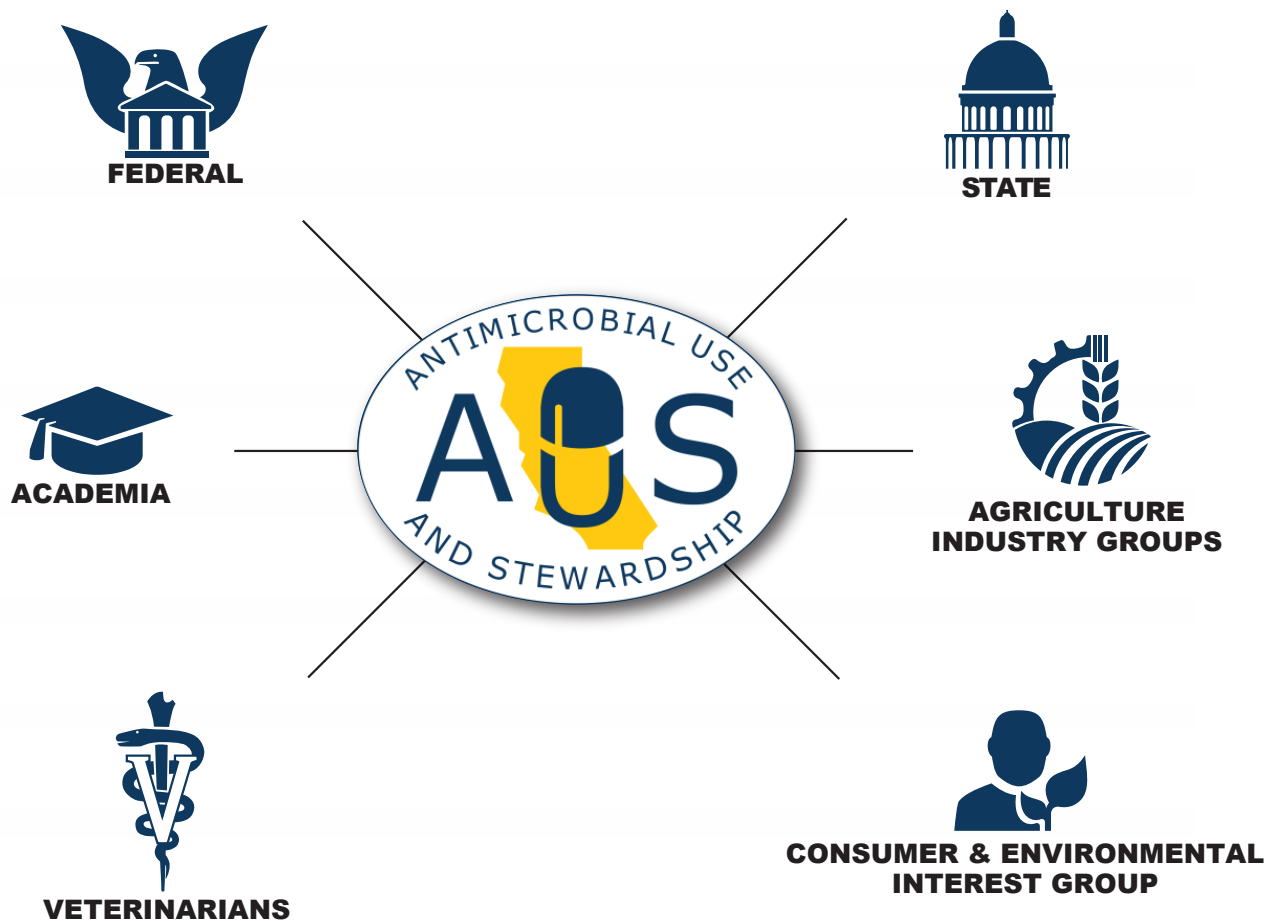 FEDERAL
STATE
ANTIMICROBIAL USE
AUS
AND STEWARDSHIP
ACADEMIA
AGRICULTURE
INDUSTRY GROUPS
V
VETERINARIANS
CONSUMER & ENVIRONMENTAL
INTEREST GROUP